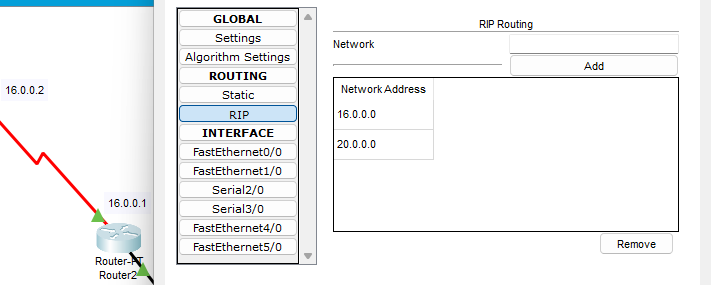 16.0.0.2
16.0.0.1
Router-PT
Router2
GLOBAL
Settings
Algorithm Settings
ROUTING
Static
RIP
INTERFACE
FastEthernet0/0
FastEthernet1/0
Serial2/0
Serial3/0
FastEthernet4/0
FastEthernet5/0
RIP Routing
Network
Add
Network Address
16.0.0.0
20.0.0.0
Remove